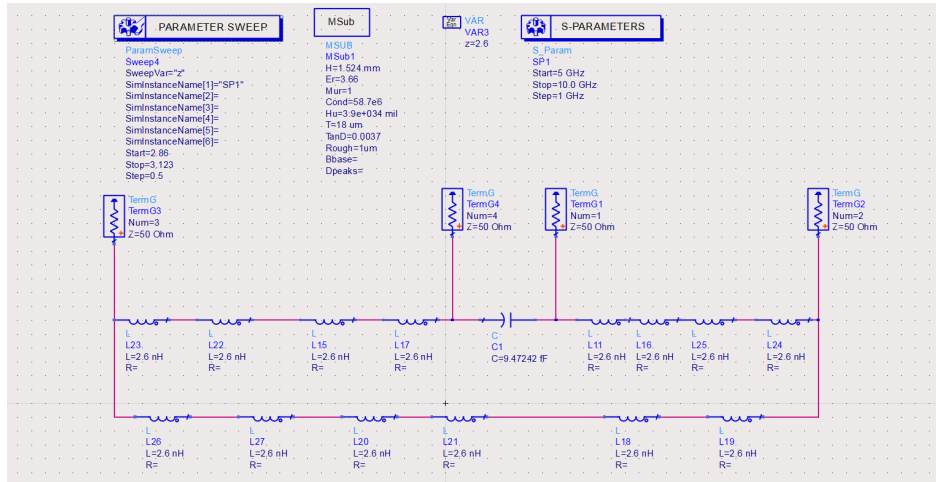 PARAMETER SWEEP
ParamSweep
Sweep4
SweepVar="z"
SimInstanceName[1]="SP1"
SimInstanceName[2]=
SimInstanceName[3]=
SimInstanceName[4]=
SimInstanceName[5]=
SimInstanceName[6]=
Start=2.86
Stop=3.123
Step=0.5
MSub
MSUB
MSub1
H=1.524 mm
Er=3.66
Mur=1
Cond=58.7e6
Hu=3.9e+034 mil
T=18 um
TanD=0.0037
Rough=1um
Bbase=
Dpeaks=
Var
Eqn
VAR
VAR3
z=2.6
S-PARAMETERS
S_Param
SP1
Start=5 GHz
Stop=10.0 GHz
Step=1 GHz
TermG
TermG3
Num=3
Z=50 Ohm
TermG
TermG4
Num=4
Z=50 Ohm
TermG
TermG1
Num=1
Z=50 Ohm
TermG
TermG2
Num=2
Z=50 Ohm
L
L23
L=2.6 nH
R=
L
L22
L=2.6 nH
R=
L
L15
L=2.6 nH
R=
L
L17
L=2.6 nH
R=
C
C1
C=9.47242 fF
L
L11
L=2.6 nH
R=
L
L16
L=2.6 nH
R=
L
L25
L=2.6 nH
R=
L
L24
L=2.6 nH
R=
L
L26
L=2.6 nH
R=
L
L27
L=2.6 nH
R=
L
L20
L=2.6 nH
R=
L
L21
L=2.6 nH
R=
L
L18
L=2.6 nH
R=
L
L19
L=2.6 nH
R=